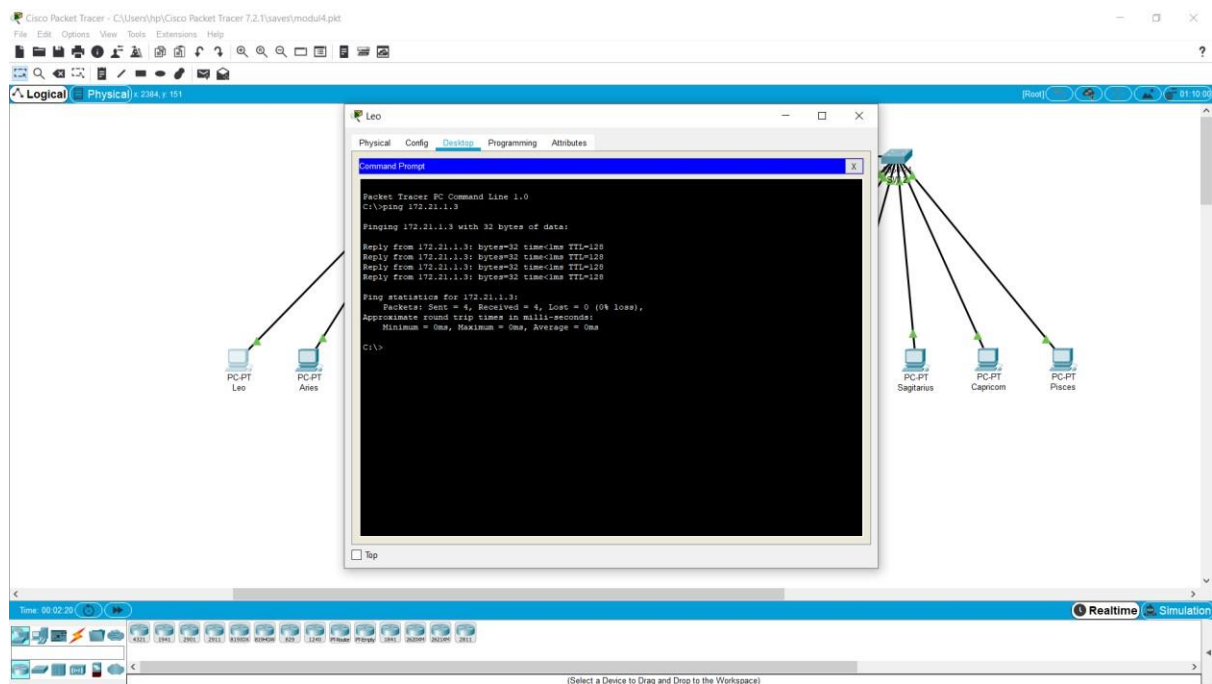 Cisco Packet Tracer - C:\Users\hp\Cisco Packet Tracer 7.2.1\saves\modul4.pkt
File Edit Options View Tools Extensions Help
?
Logical Physical x: 2384, y: 151 [Root] 01:10:00
Leo
Physical Config Desktop Programming Attributes
Command Prompt X
Packet Tracer PC Command Line 1.0
C:\>ping 172.21.1.3
Pinging 172.21.1.3 with 32 bytes of data:
Reply from 172.21.1.3: bytes=32 time<1ms TTL=128
Reply from 172.21.1.3: bytes=32 time<1ms TTL=128
Reply from 172.21.1.3: bytes=32 time<1ms TTL=128
Reply from 172.21.1.3: bytes=32 time<1ms TTL=128
Ping statistics for 172.21.1.3:
Packets: Sent = 4, Received = 4, Lost = 0 (0% loss),
Approximate round trip times in milli-seconds:
Minimum = 0ms, Maximum = 0ms, Average = 0ms
C:\>
PC-PT PC-PT PC-PT PC-PT PC-PT
Leo Aries Sagitarius Capricorn Pisces
Top
Time: 00:02:20 Realtime Simulation
4321 1941 2901 2911 819IOX 819HGW 829 1240 PT-Router PT-Empty 1841 2620XM 2621XM 2811
(Select a Device to Drag and Drop to the Workspace)